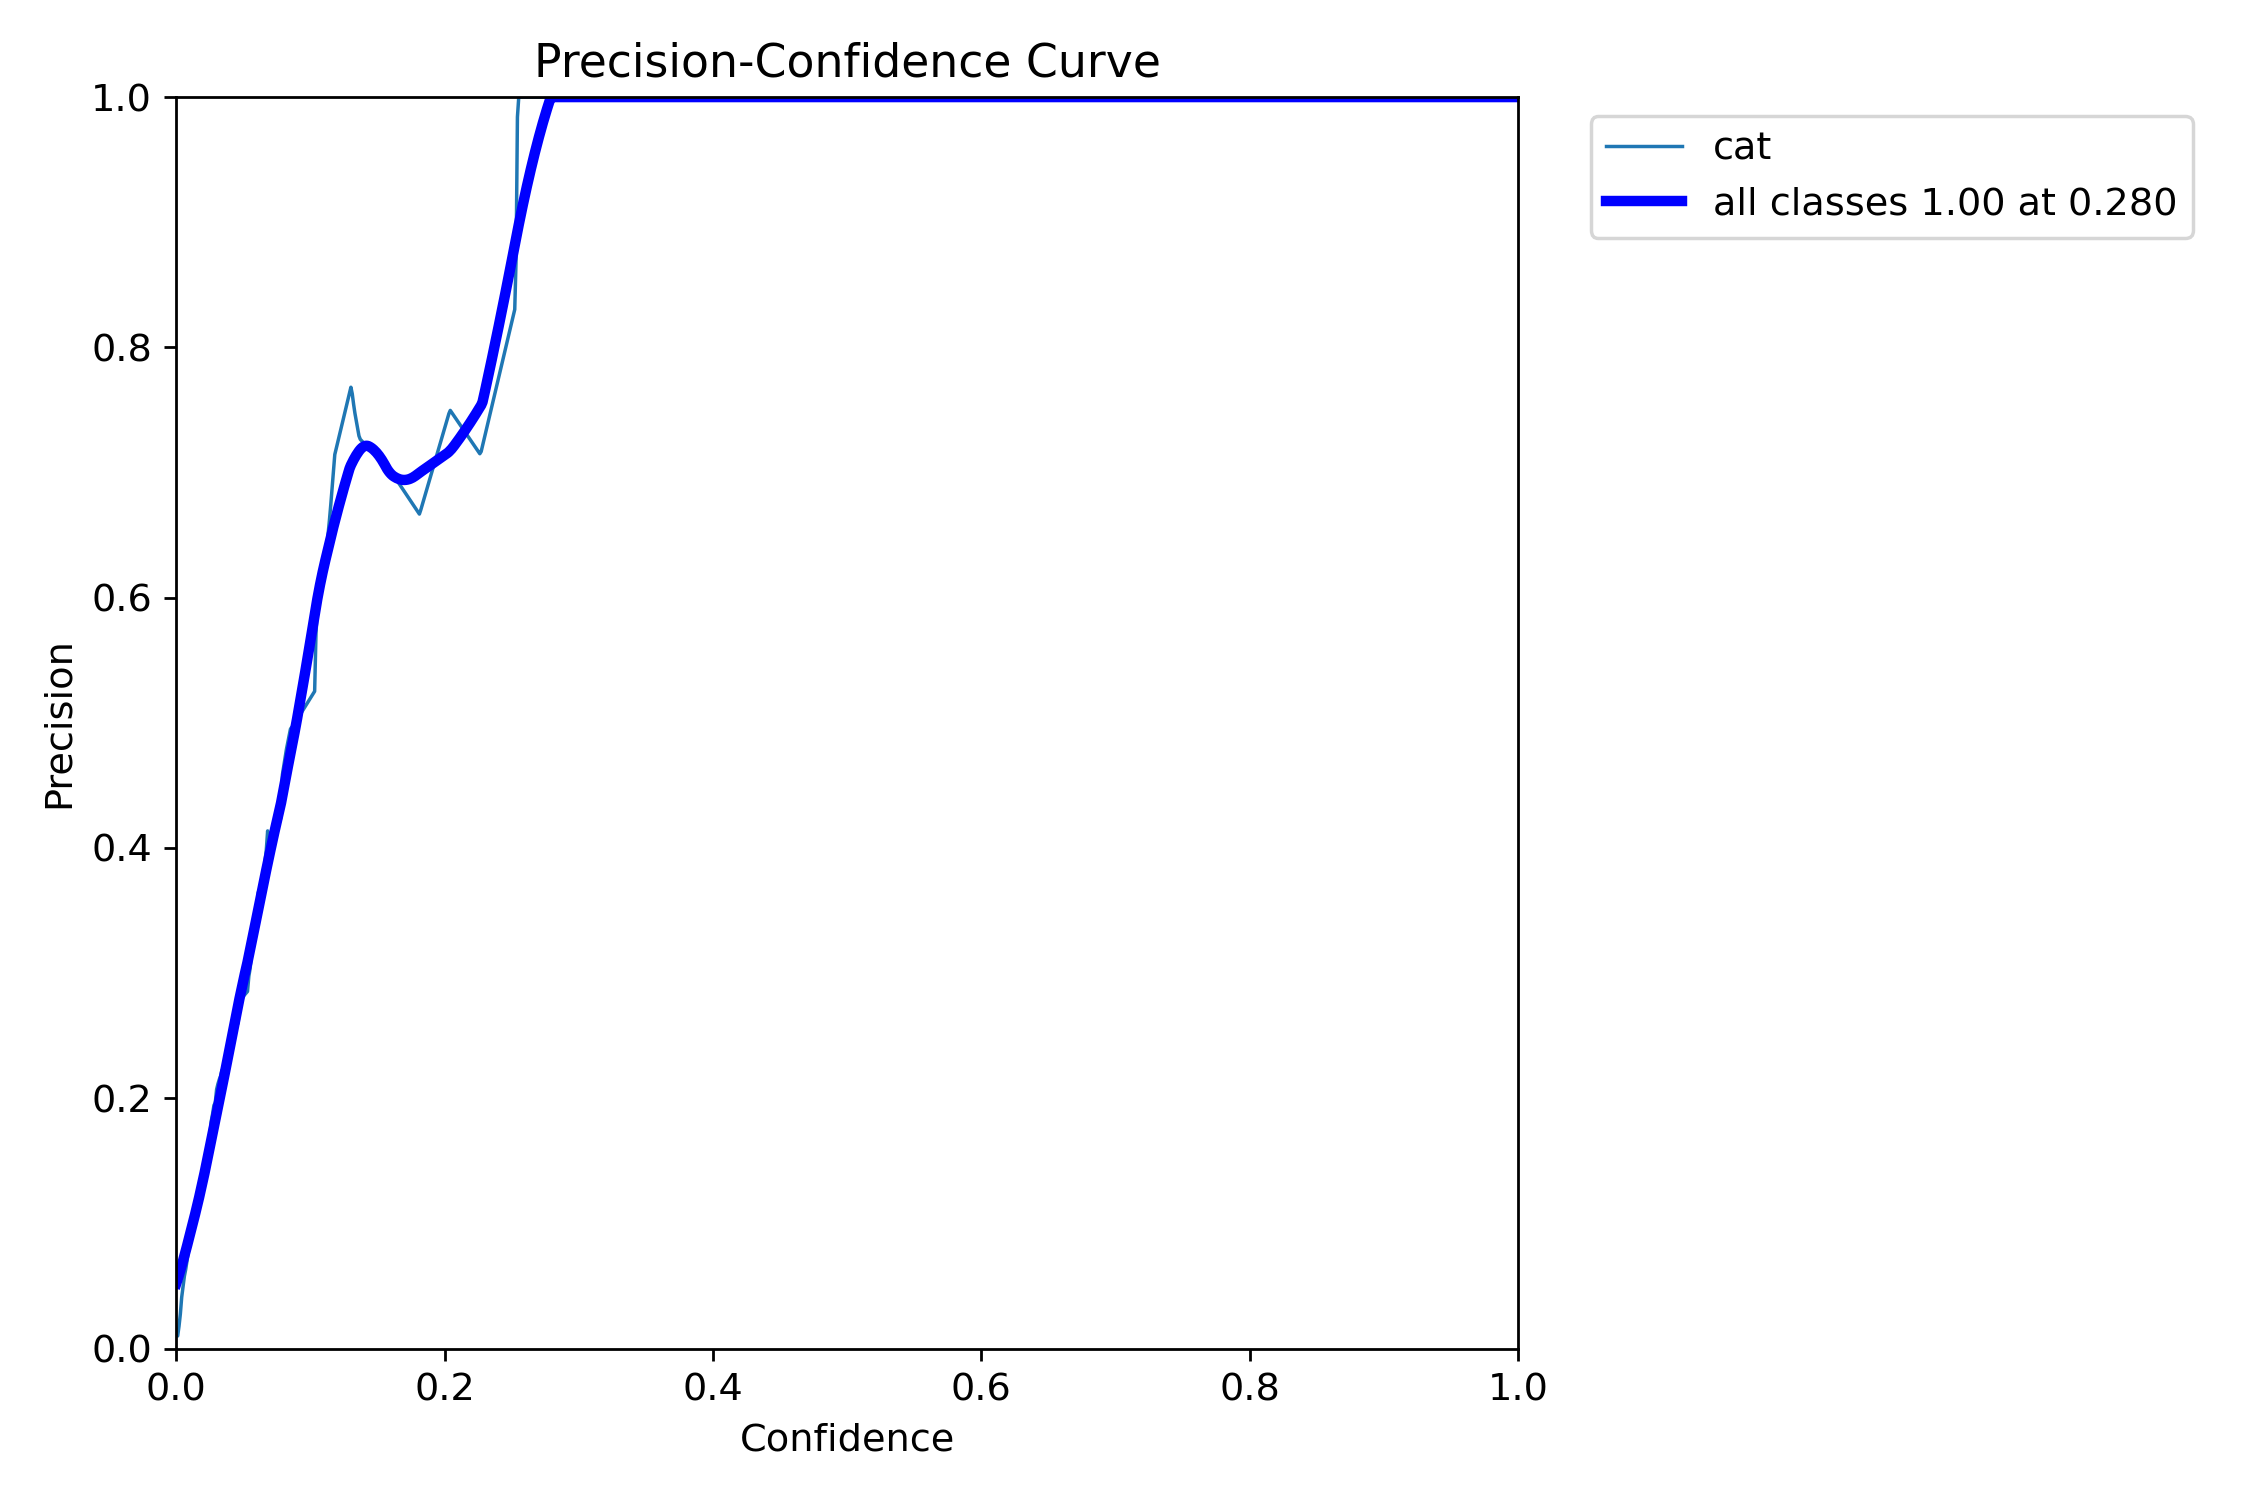 Precision-Confidence Curve
1.0
0.8
0.6
0.4
0.2
0.0
Precision
0.0 0.2 0.4 0.6 0.8 1.0
Confidence
cat
all classes 1.00 at 0.280